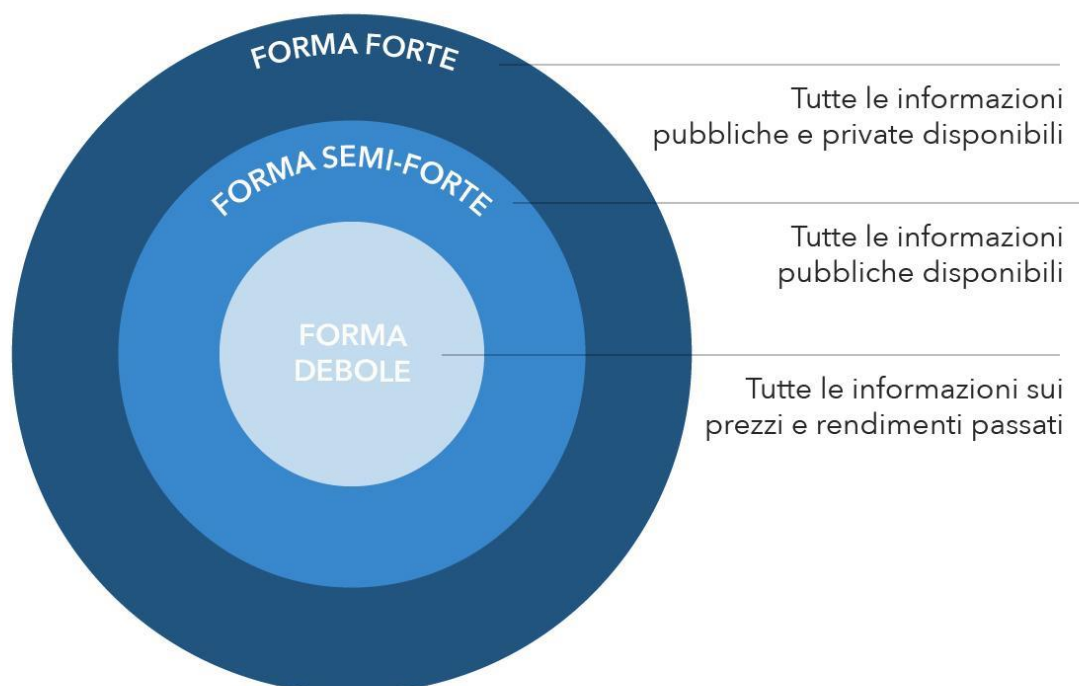 FORMA FORTE
Tutte le informazioni
pubbliche e private disponibili
FORMA SEMI-FORTE
Tutte le informazioni
pubbliche disponibili
FORMA
DEBOLE
Tutte le informazioni sui
prezzi e rendimenti passati